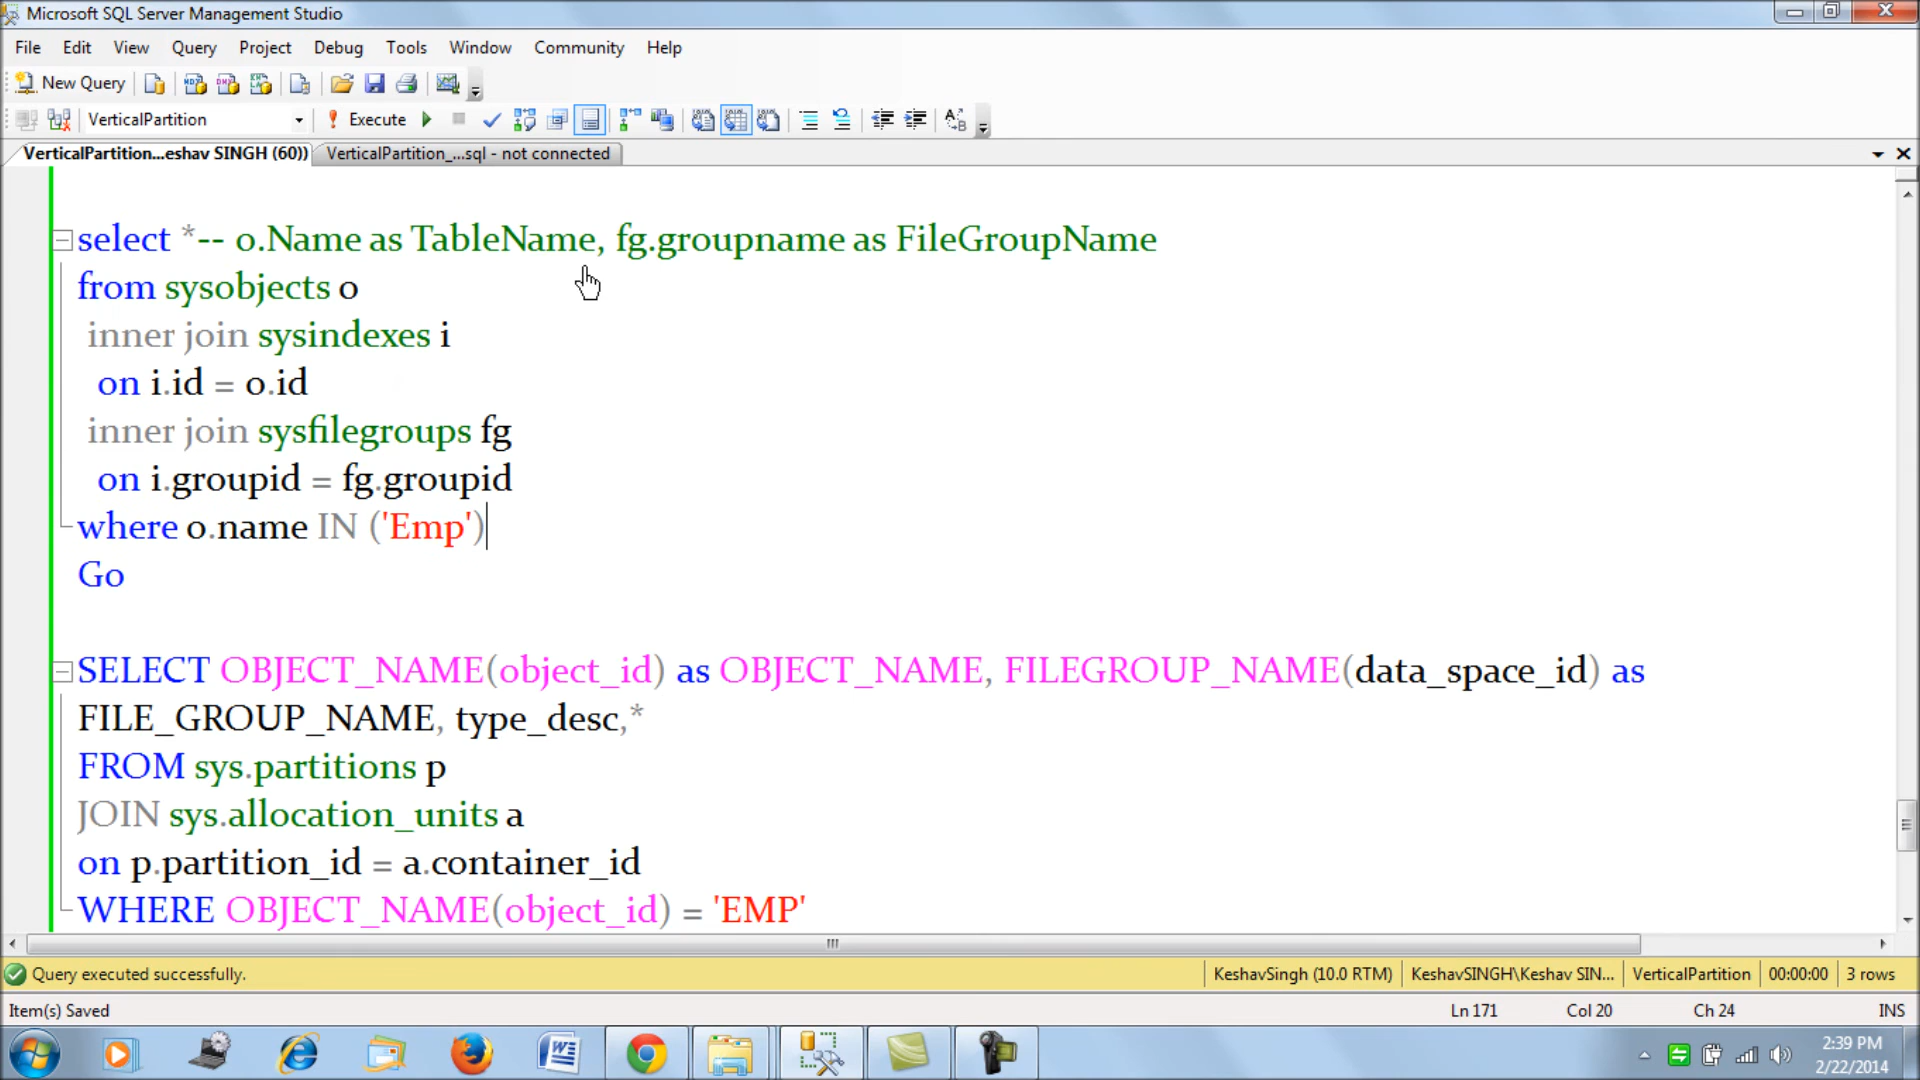 Microsoft SQL Server Management Studio
File Edit View Query Project Debug Tools Window Community Help
New Query
VerticalPartition Execute
VerticalPartition...eshav SINGH (60)) VerticalPartition_...sql - not connected
select *-- o.Name as TableName, fg.groupname as FileGroupName
from sysobjects o
inner join sysindexes i
on i.id = o.id
inner join sysfilegroups fg
on i.groupid = fg.groupid
where o.name IN ('Emp')
Go
SELECT OBJECT_NAME(object_id) as OBJECT_NAME, FILEGROUP_NAME(data_space_id) as
FILE_GROUP_NAME, type_desc,*
FROM sys.partitions p
JOIN sys.allocation_units a
on p.partition_id = a.container_id
WHERE OBJECT_NAME(object_id) = 'EMP'
Query executed successfully. KeshavSingh (10.0 RTM) KeshavSINGH\Keshav SIN... VerticalPartition 00:00:00 3 rows
Item(s) Saved Ln 171 Col 20 Ch 24 INS
2:39 PM
2/22/2014